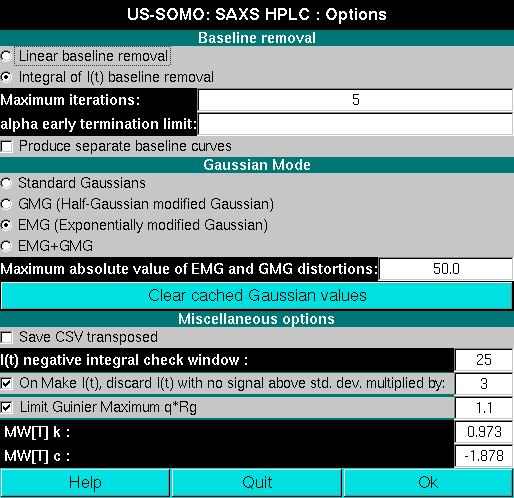 US-SOMO: SAXS HPLC : Options
Baseline removal
Linear baseline removal
Integral of I(t) baseline removal
Maximum iterations: 5
alpha early termination limit:
Produce separate baseline curves
Gaussian Mode
Standard Gaussians
GMG (Half-Gaussian modified Gaussian)
EMG (Exponentially modified Gaussian)
EMG+GMG
Maximum absolute value of EMG and GMG distortions: 50.0
Clear cached Gaussian values
Miscellaneous options
Save CSV transposed
I(t) negative integral check window : 25
On Make I(t), discard I(t) with no signal above std. dev. multiplied by: 3
Limit Guinier Maximum q*Rg 1.1
MW[T] k : 0.973
MW[T] c : -1.878
Help Quit Ok